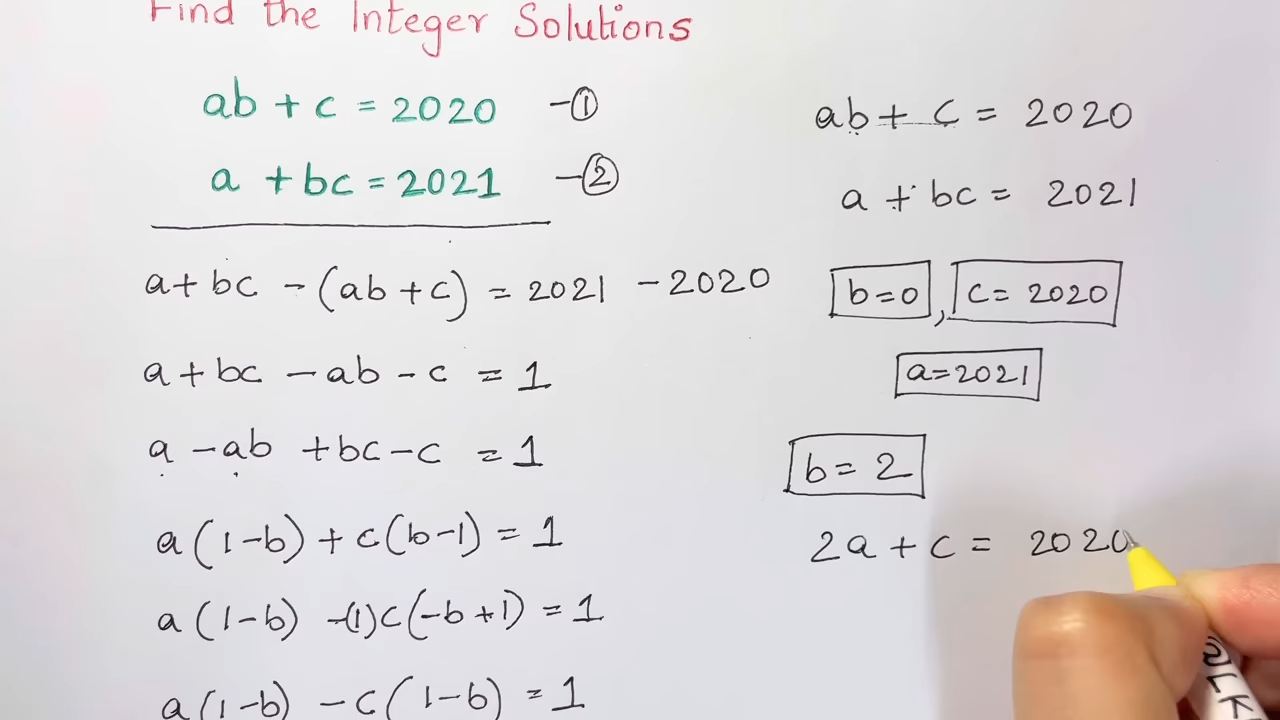 Find the Integer Solutions
ab + c = 2020 -①
a + bc = 2021 -②
a + bc - (ab + c) = 2021 - 2020
a + bc - ab - c = 1
a - ab + bc - c = 1
a (1-b) + c (b-1) = 1
a (1-b) -(1)c(-b+1) = 1
a (1-b) - c (1-b) = 1
ab + c = 2020
a + bc = 2021
b=0 , c= 2020
a=2021
b= 2
2a + c = 2020